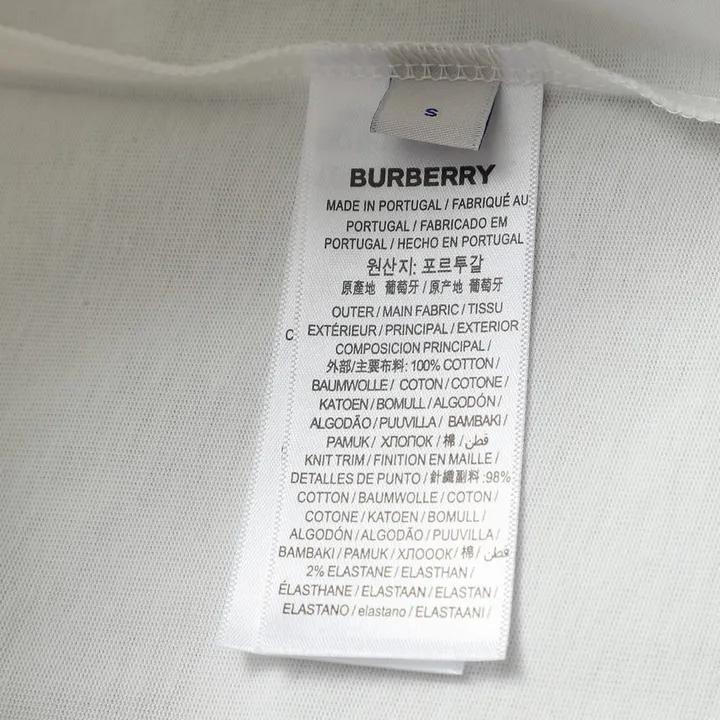 S
BURBERRY
MADE IN PORTUGAL / FABRIQUÉ AU
PORTUGAL / FABRICADO EM
PORTUGAL / HECHO EN PORTUGAL
원산지: 포르투갈
原產地 葡萄牙 / 原产地 葡萄牙
OUTER / MAIN FABRIC / TISSU
EXTÉRIEUR / PRINCIPAL / EXTERIOR
COMPOSICION PRINCIPAL /
外部/主要布料: 100% COTTON /
BAUMWOLLE / COTON / COTONE /
KATOEN / BOMULL / ALGODÓN /
ALGODÃO / PUUVILLA / BAMBAKI /
PAMUK / ХЛОПОК / 棉 / قطن /
KNIT TRIM / FINITION EN MAILLE /
DETALLES DE PUNTO / 針織副料 :98%
COTTON / BAUMWOLLE / COTON /
COTONE / KATOEN / BOMULL /
ALGODÓN / ALGODÃO / PUUVILLA /
BAMBAKI / PAMUK / ХЛОООК / 棉 / قطن
2% ELASTANE / ELASTHAN /
ÉLASTHANE / ELASTAAN / ELASTAN /
ELASTANO / elastano / ELASTAANI /
C